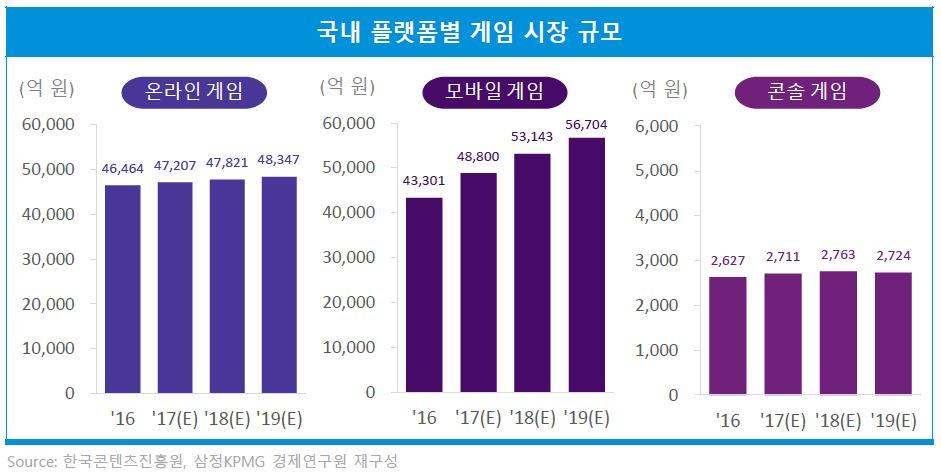 국내 플랫폼별 게임 시장 규모
(억 원)
온라인 게임
60,000
50,000
40,000
30,000
20,000
10,000
0
46,464
47,207
47,821
48,347
'16
'17(E)
'18(E)
'19(E)
(억 원)
모바일 게임
60,000
50,000
40,000
30,000
20,000
10,000
0
43,301
48,800
53,143
56,704
'16
'17(E)
'18(E)
'19(E)
(억 원)
콘솔 게임
6,000
5,000
4,000
3,000
2,000
1,000
0
2,627
2,711
2,763
2,724
'16
'17(E)
'18(E)
'19(E)
Source: 한국콘텐츠진흥원, 삼정KPMG 경제연구원 재구성